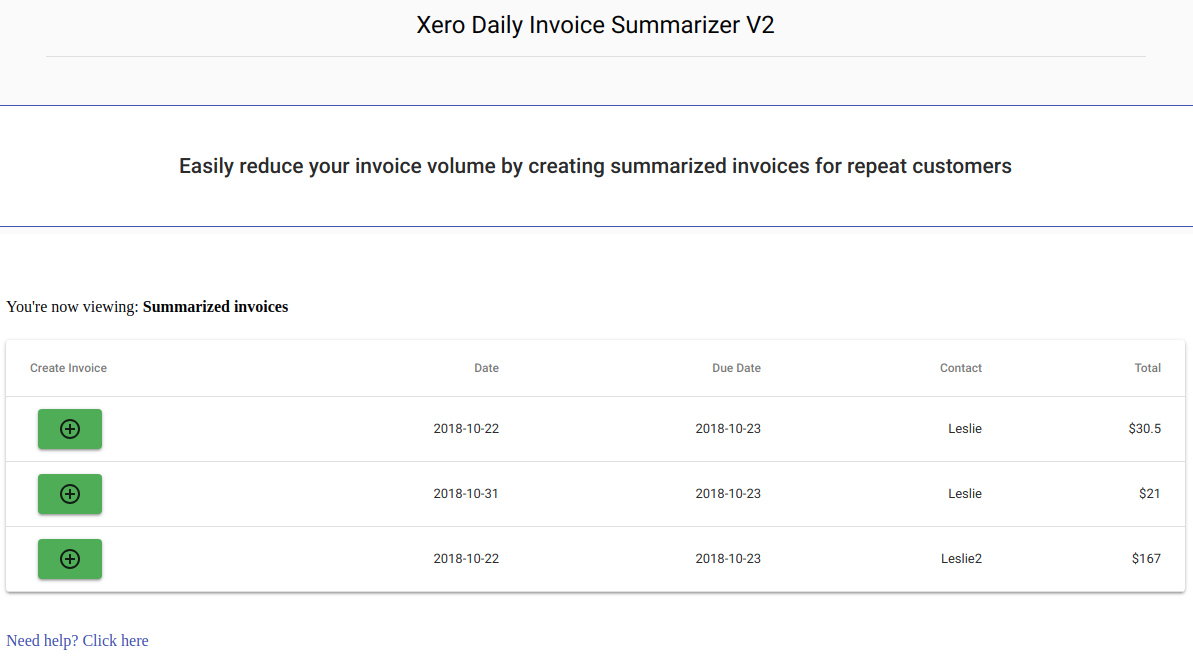 Xero Daily Invoice Summarizer V2
Easily reduce your invoice volume by creating summarized invoices for repeat customers
You're now viewing: Summarized invoices
Create Invoice Date Due Date Contact Total
2018-10-22 2018-10-23 Leslie $30.5
2018-10-31 2018-10-23 Leslie $21
2018-10-22 2018-10-23 Leslie2 $167
Need help? Click here